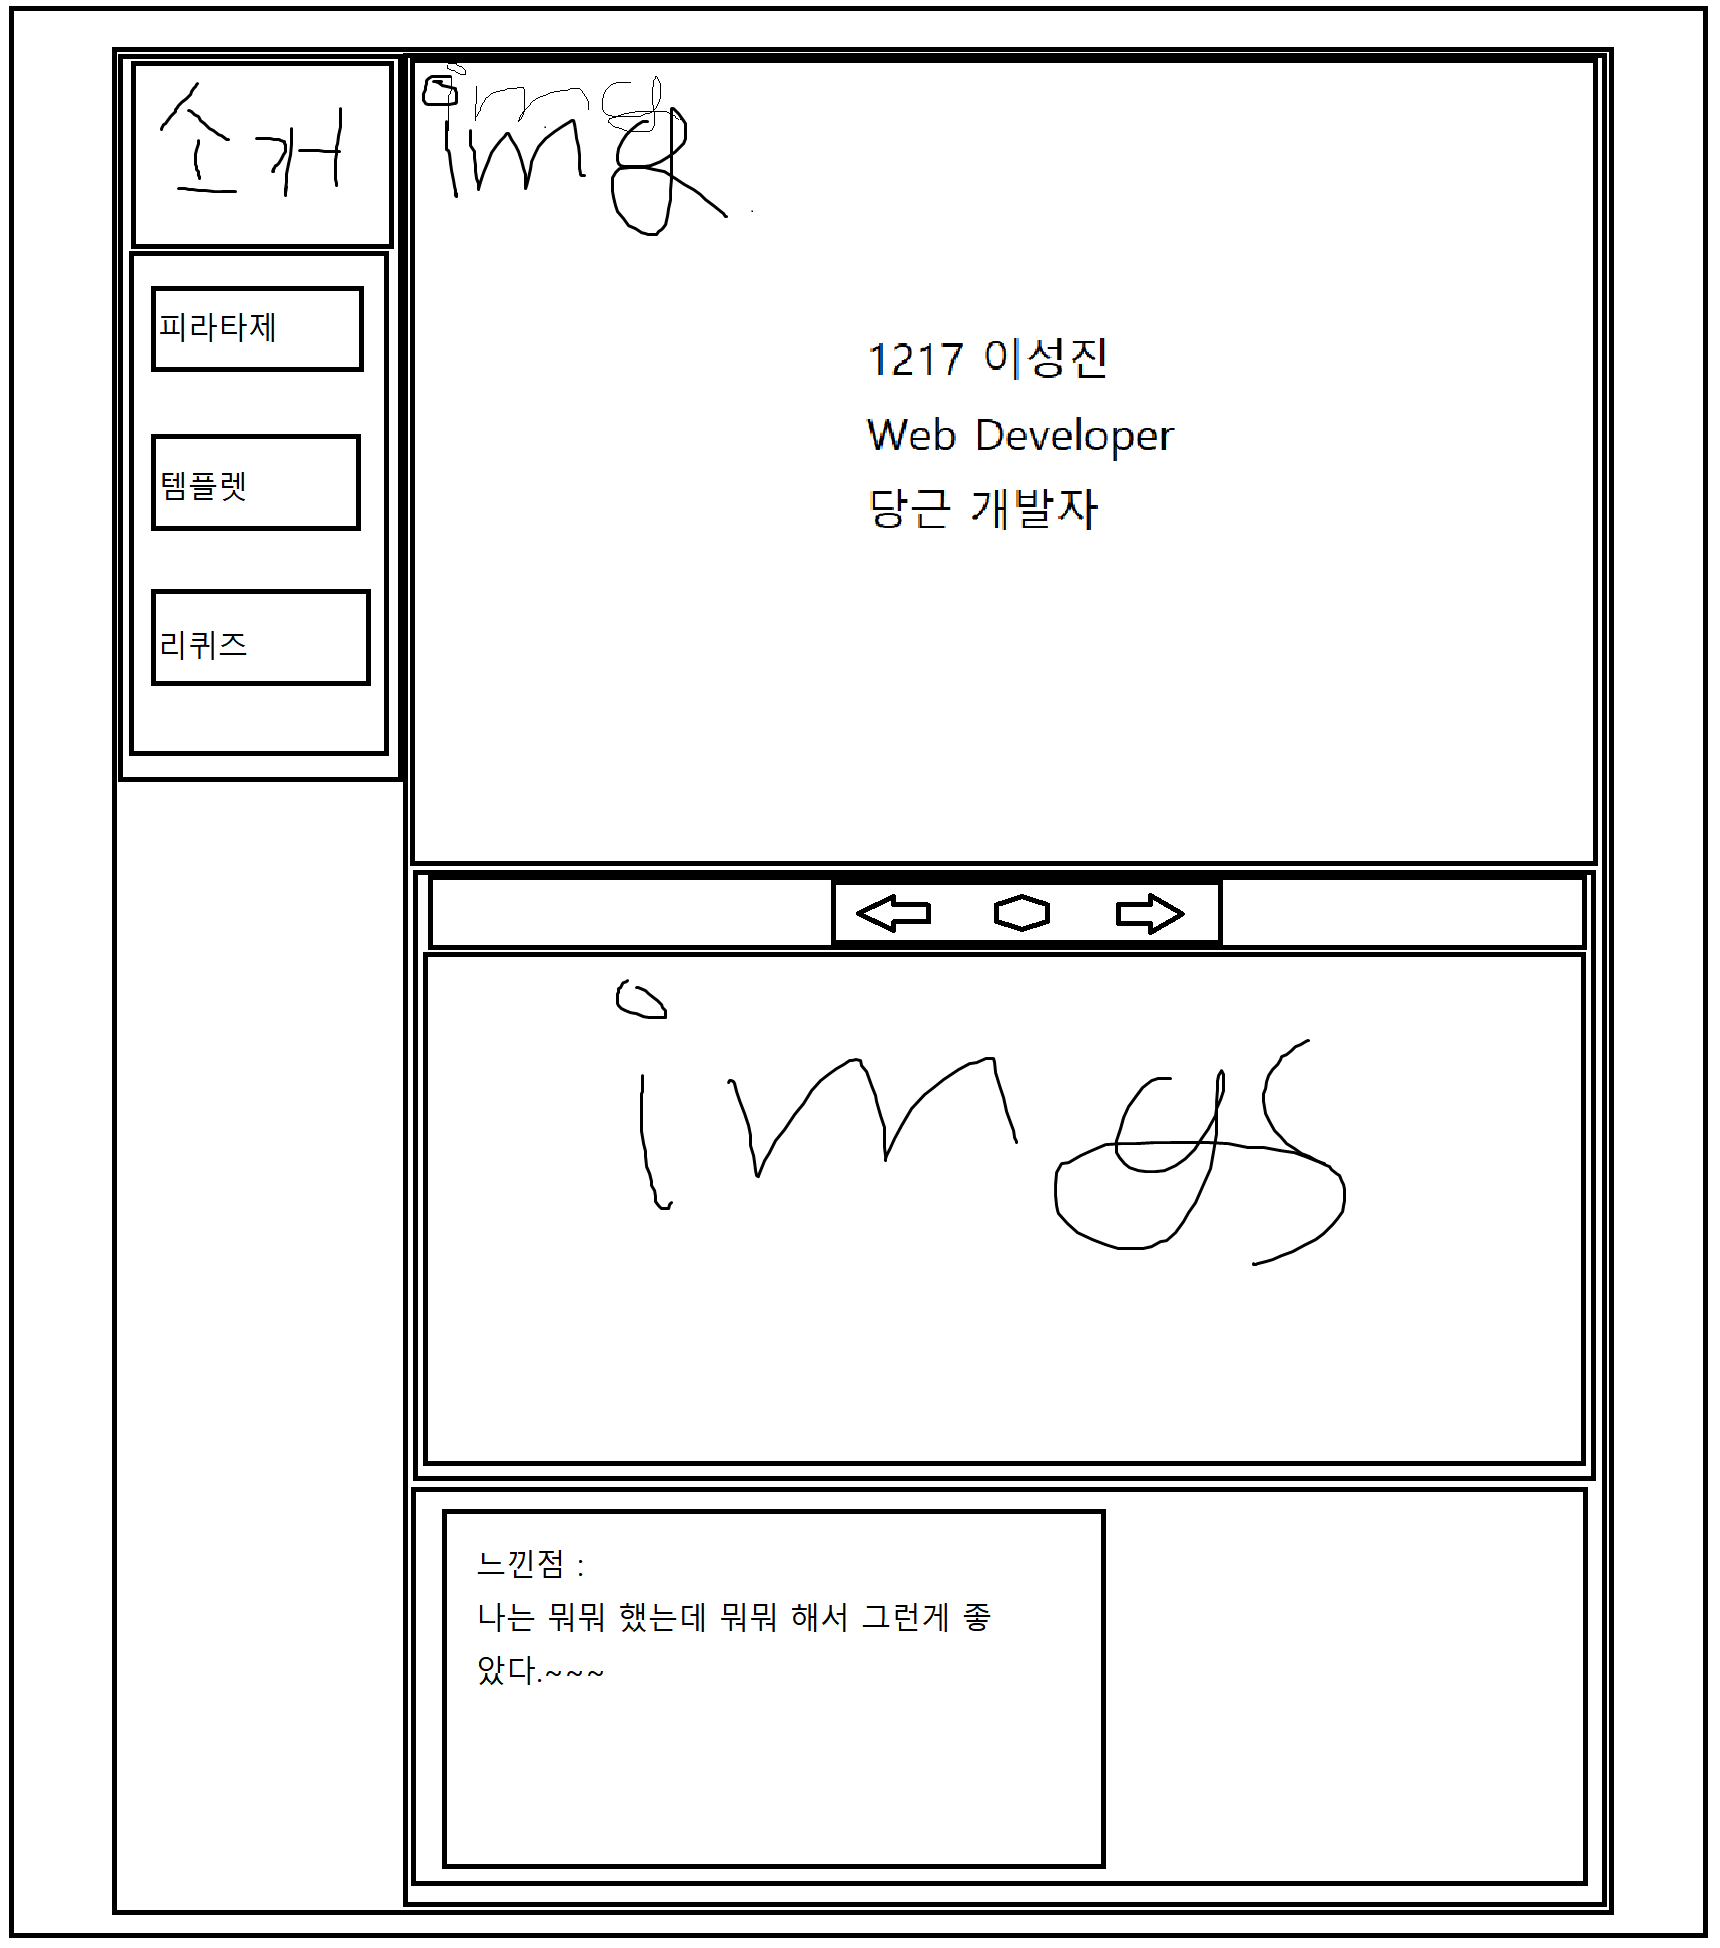 소개
피라타제
템플렛
리퀴즈
img
1217 이성진
Web Developer
당근 개발자
imgs
느낀점 :
나는 뭐뭐 했는데 뭐뭐 해서 그런게 좋
았다.~~~